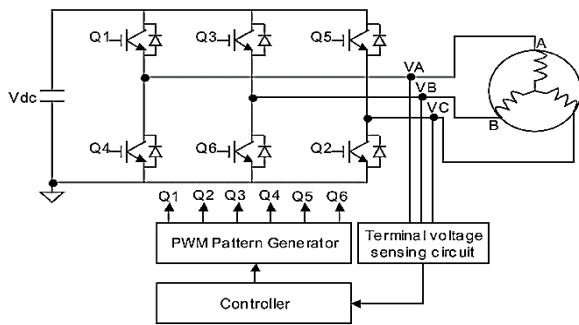 Q1
Q3
Q5
VA
A
Vdc
VB
VC
B
Q4
Q6
Q2
Q1 Q2 Q3 Q4 Q5 Q6
PWM Pattern Generator
Terminal voltage
sensing circuit
Controller